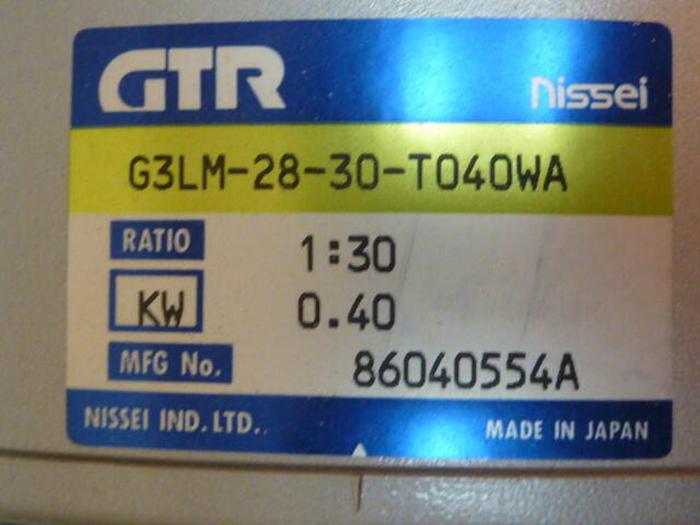 GTR nissei
G3LM-28-30-T040WA
RATIO 1:30
KW 0.40
MFG No. 86040554A
NISSEI IND. LTD. MADE IN JAPAN